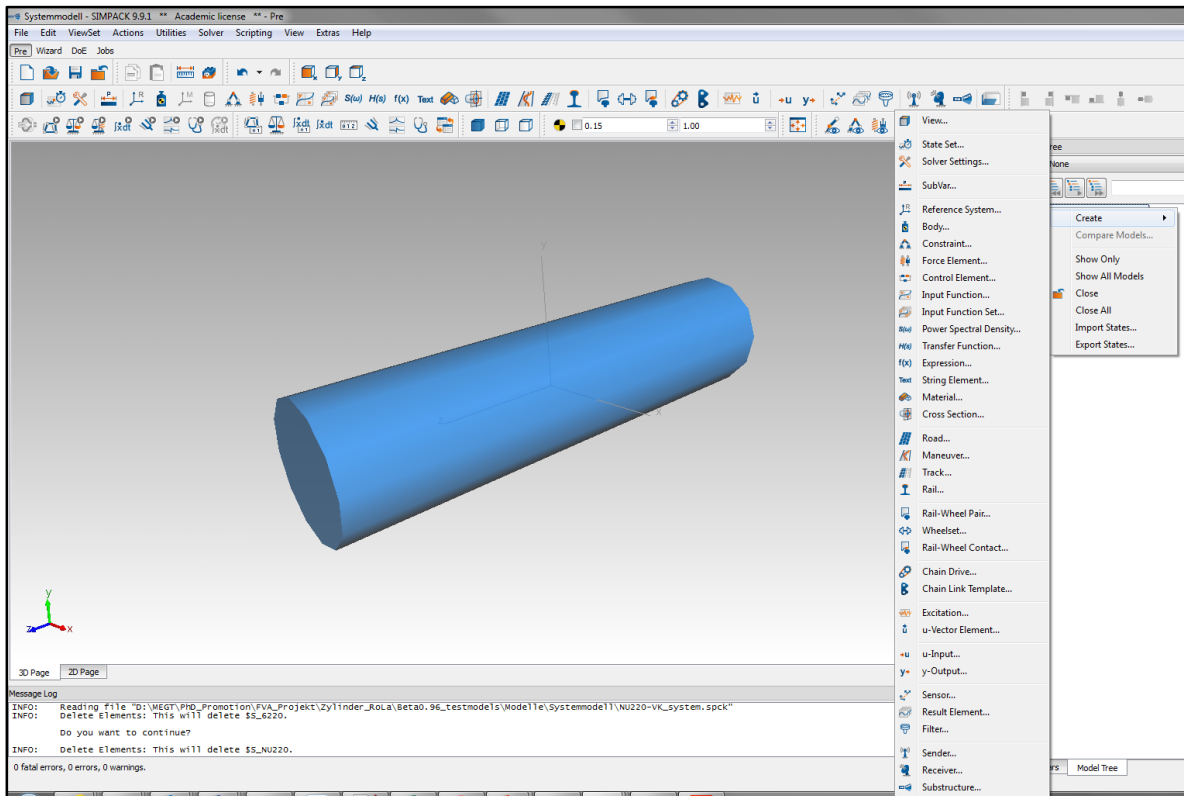 Systemmodell - SIMPACK 9.9.1 ** Academic license ** - Pre
File Edit ViewSet Actions Utilities Solver Scripting View Extras Help
Pre Wizard DoE Jobs
S(ω) H(s) f(x) Text
0.15 1.00
ree
None
View...
State Set...
Solver Settings...
SubVar...
Reference System...
Body...
Constraint...
Force Element...
Control Element...
Input Function...
Input Function Set...
S(ω) Power Spectral Density...
H(s) Transfer Function...
f(x) Expression...
Text String Element...
Material...
Cross Section...
Road...
Maneuver...
Track...
Rail...
Rail-Wheel Pair...
Wheelset...
Rail-Wheel Contact...
Chain Drive...
Chain Link Template...
Excitation...
u-Vector Element...
u-Input...
y-Output...
Sensor...
Result Element...
Filter...
Sender...
Receiver...
Substructure...
Create
Compare Models...
Show Only
Show All Models
Close
Close All
Import States...
Export States...
y
x
y
z x
3D Page 2D Page
Message Log
INFO: Reading file "D:\MEGT\PhD_Promotion\FVA_Projekt\Zylinder_RoLa\Beta0.96_testmodels\Modelle\Systemmodell\NU220-VK_system.spck"
INFO: Delete Elements: This will delete $S_6220.
Do you want to continue?
INFO: Delete Elements: This will delete $S_NU220.
0 fatal errors, 0 errors, 0 warnings.
rs Model Tree